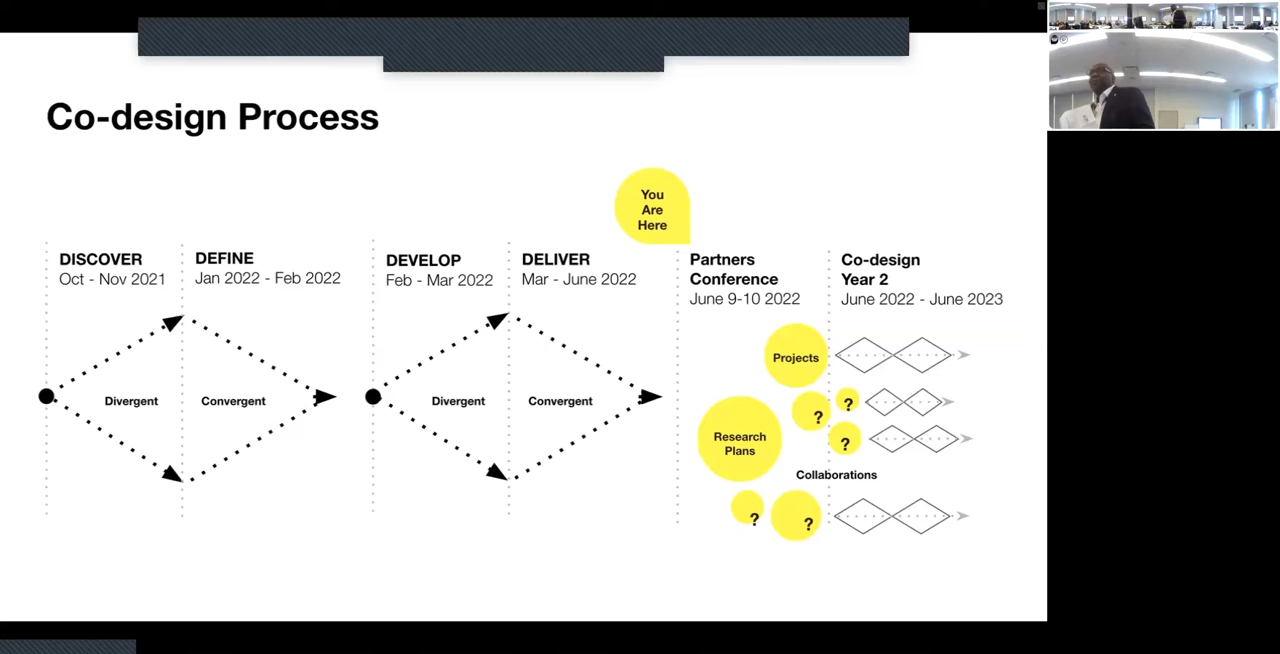 Co-design Process
You
Are
Here
DISCOVER
Oct - Nov 2021
DEFINE
Jan 2022 - Feb 2022
DEVELOP
Feb - Mar 2022
DELIVER
Mar - June 2022
Partners
Conference
June 9-10 2022
Co-design
Year 2
June 2022 - June 2023
Divergent
Convergent
Divergent
Convergent
Projects
?
?
?
Research
Plans
Collaborations
?
?